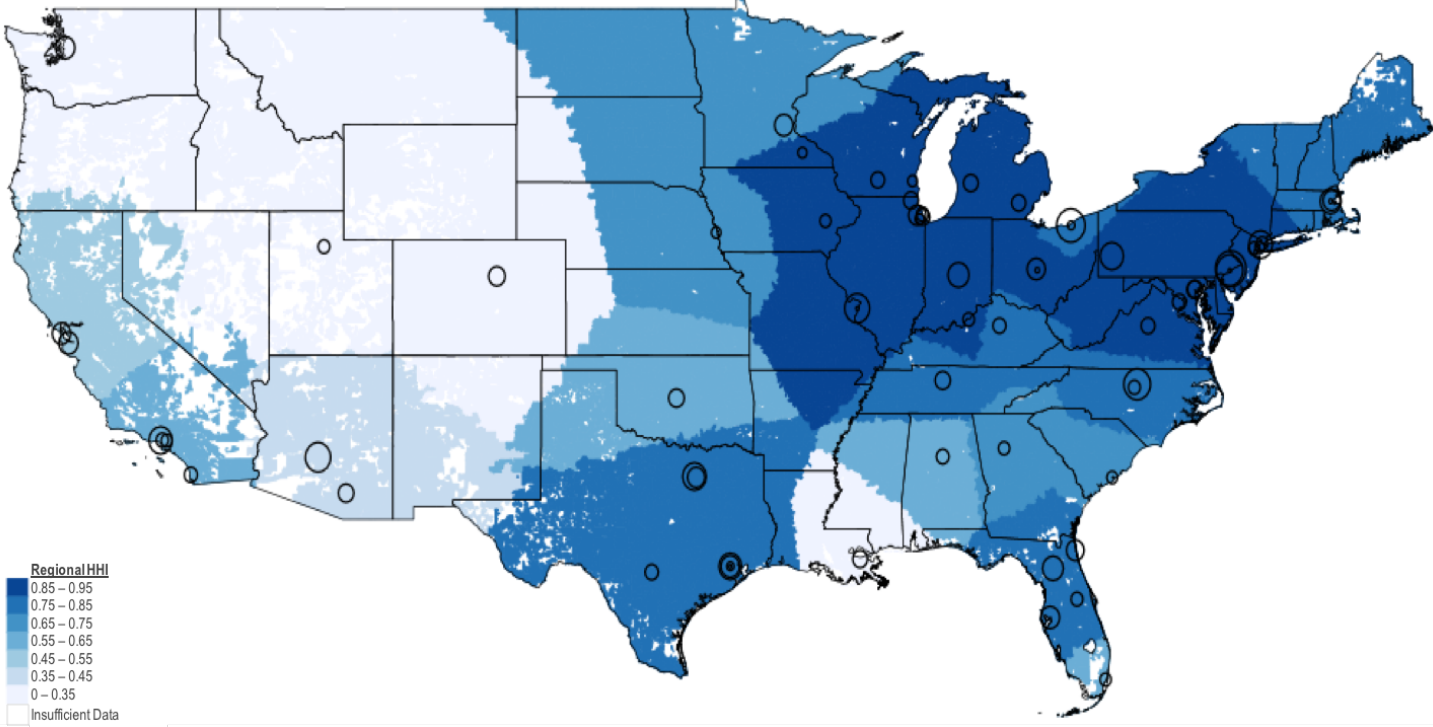 Regional HHI
0.85 – 0.95
0.75 – 0.85
0.65 – 0.75
0.55 – 0.65
0.45 – 0.55
0.35 – 0.45
0 – 0.35
Insufficient Data